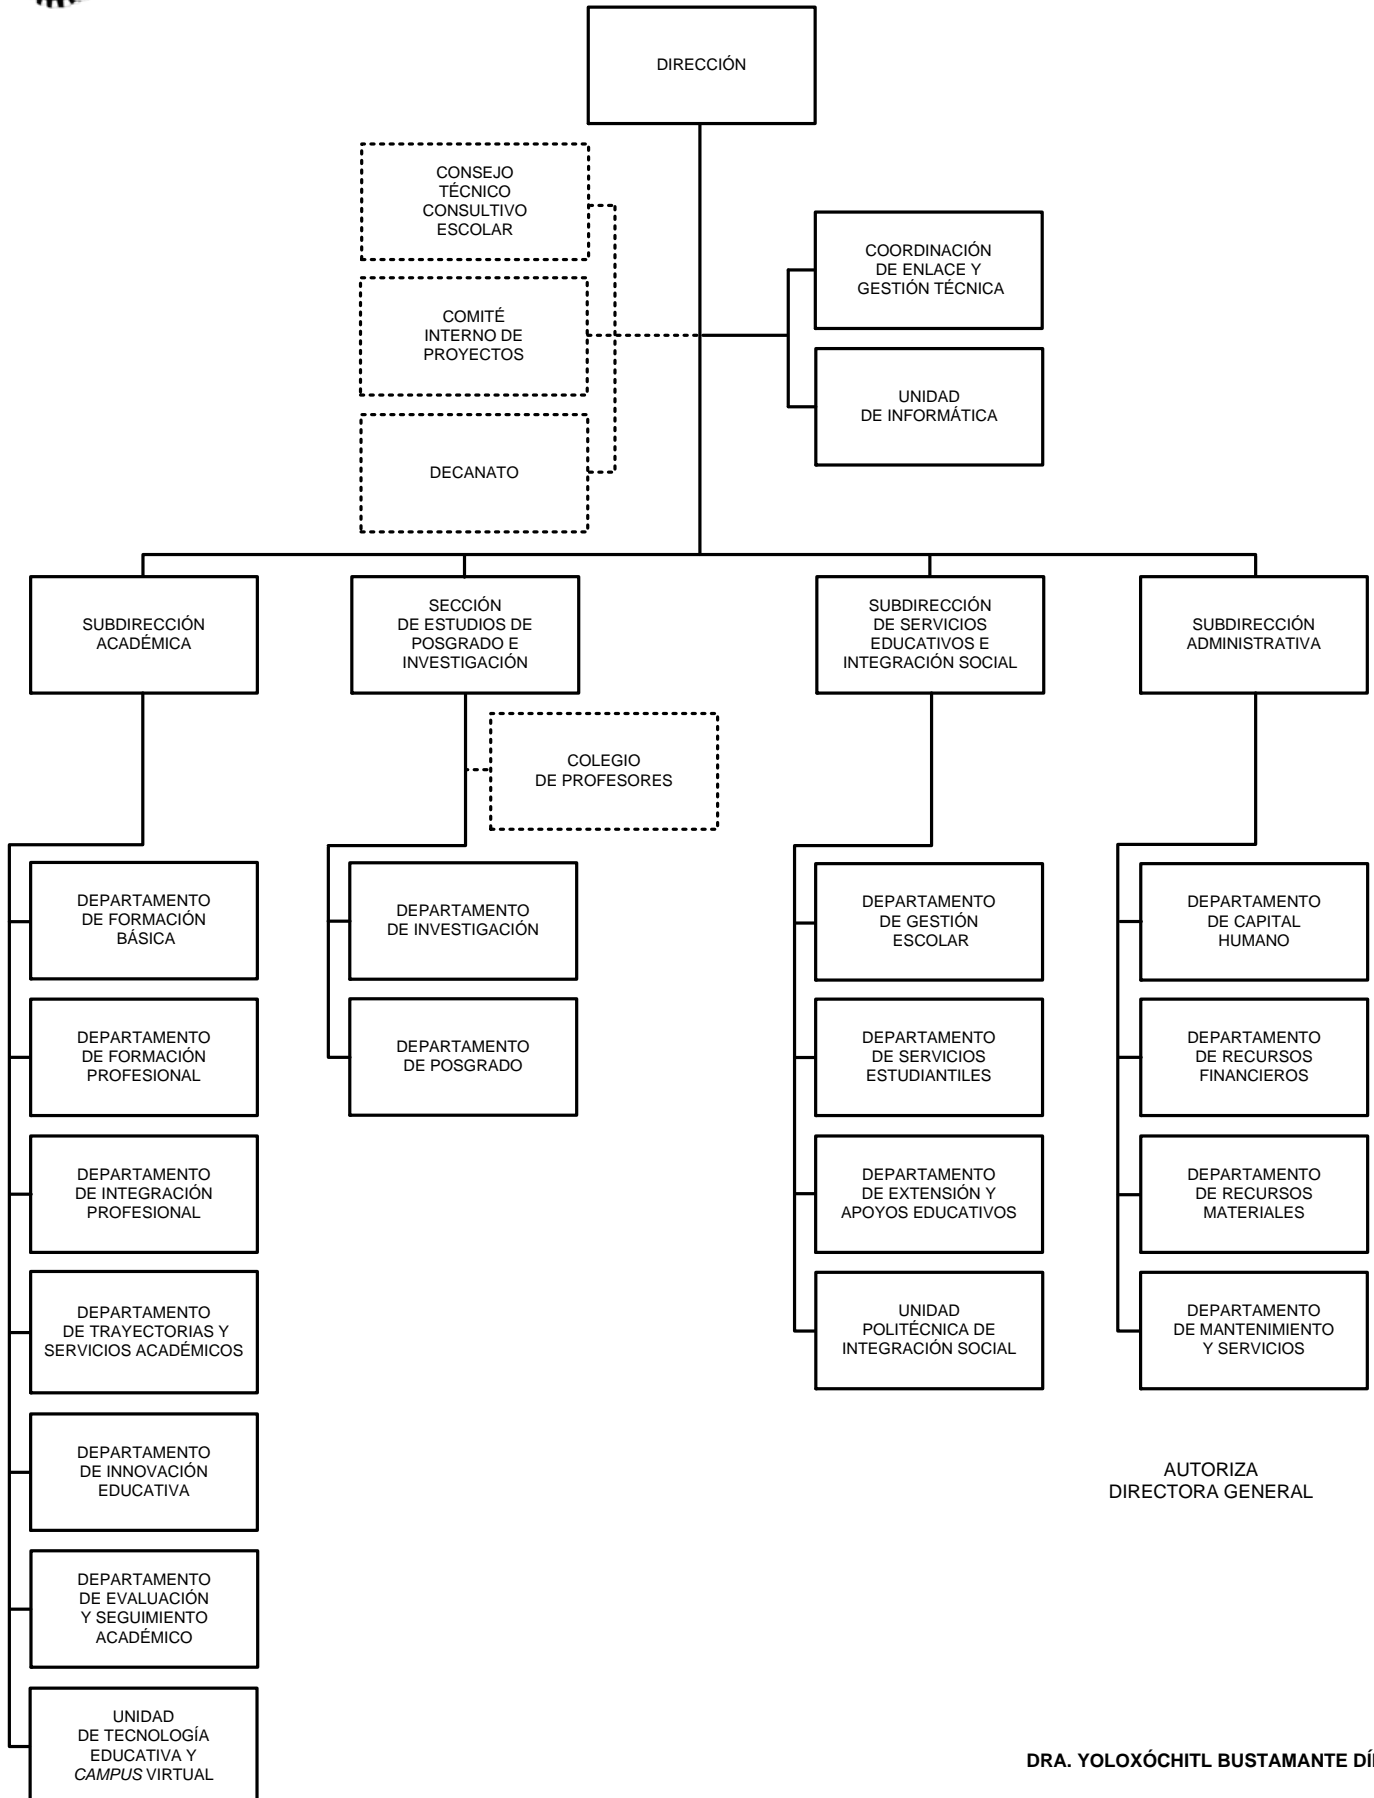 DIRECCIÓN
CONSEJO
TÉCNICO
CONSULTIVO
ESCOLAR
COORDINACIÓN
DE ENLACE Y
GESTIÓN TÉCNICA
COMITÉ
INTERNO DE
PROYECTOS
UNIDAD
DE INFORMÁTICA
DECANATO
SUBDIRECCIÓN
ACADÉMICA
SECCIÓN
DE ESTUDIOS DE
POSGRADO E
INVESTIGACIÓN
SUBDIRECCIÓN
DE SERVICIOS
EDUCATIVOS E
INTEGRACIÓN SOCIAL
SUBDIRECCIÓN
ADMINISTRATIVA
COLEGIO
DE PROFESORES
DEPARTAMENTO
DE FORMACIÓN
BÁSICA
DEPARTAMENTO
DE INVESTIGACIÓN
DEPARTAMENTO
DE GESTIÓN
ESCOLAR
DEPARTAMENTO
DE CAPITAL
HUMANO
DEPARTAMENTO
DE FORMACIÓN
PROFESIONAL
DEPARTAMENTO
DE POSGRADO
DEPARTAMENTO
DE SERVICIOS
ESTUDIANTILES
DEPARTAMENTO
DE RECURSOS
FINANCIEROS
DEPARTAMENTO
DE INTEGRACIÓN
PROFESIONAL
DEPARTAMENTO
DE EXTENSIÓN Y
APOYOS EDUCATIVOS
DEPARTAMENTO
DE RECURSOS
MATERIALES
DEPARTAMENTO
DE TRAYECTORIAS Y
SERVICIOS ACADÉMICOS
UNIDAD
POLITÉCNICA DE
INTEGRACIÓN SOCIAL
DEPARTAMENTO
DE MANTENIMIENTO
Y SERVICIOS
DEPARTAMENTO
DE INNOVACIÓN
EDUCATIVA
AUTORIZA
DIRECTORA GENERAL
DEPARTAMENTO
DE EVALUACIÓN
Y SEGUIMIENTO
ACADÉMICO
UNIDAD
DE TECNOLOGÍA
EDUCATIVA Y
CAMPUS VIRTUAL
DRA. YOLOXÓCHITL BUSTAMANTE